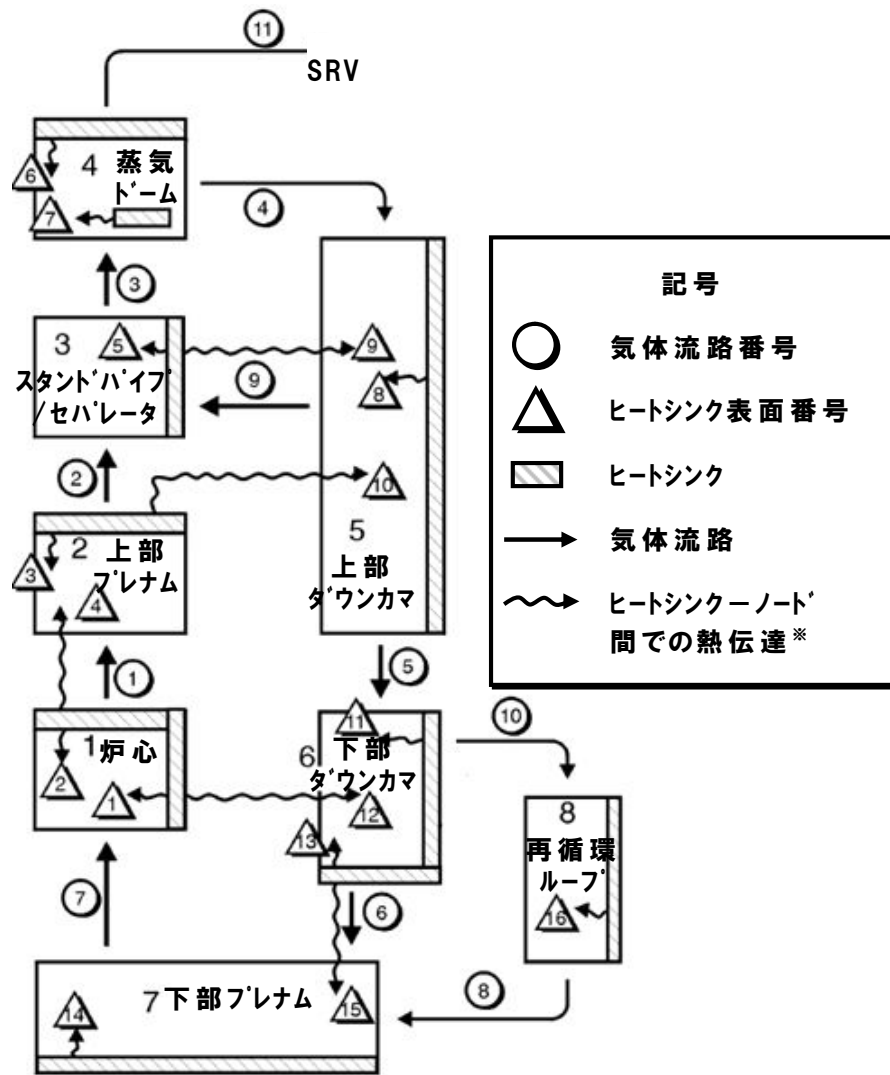 ⑪
SRV
4 蒸気
ドーム
6
7
④
③
3
5
スタンドパイプ
/セパレータ
9
8
⑨
②
10
2 上部
プレナム
3
4
5
上部
ダウンカマ
①
⑤
1 炉心
2
1
11
6 下部
ダウンカマ
12
13
⑩
8
再循環
ループ
16
⑦
⑥
7 下部プレナム
14
15
⑧
記号
気体流路番号
ヒートシンク表面番号
ヒートシンク
気体流路
ヒートシンクーノード
間での熱伝達※